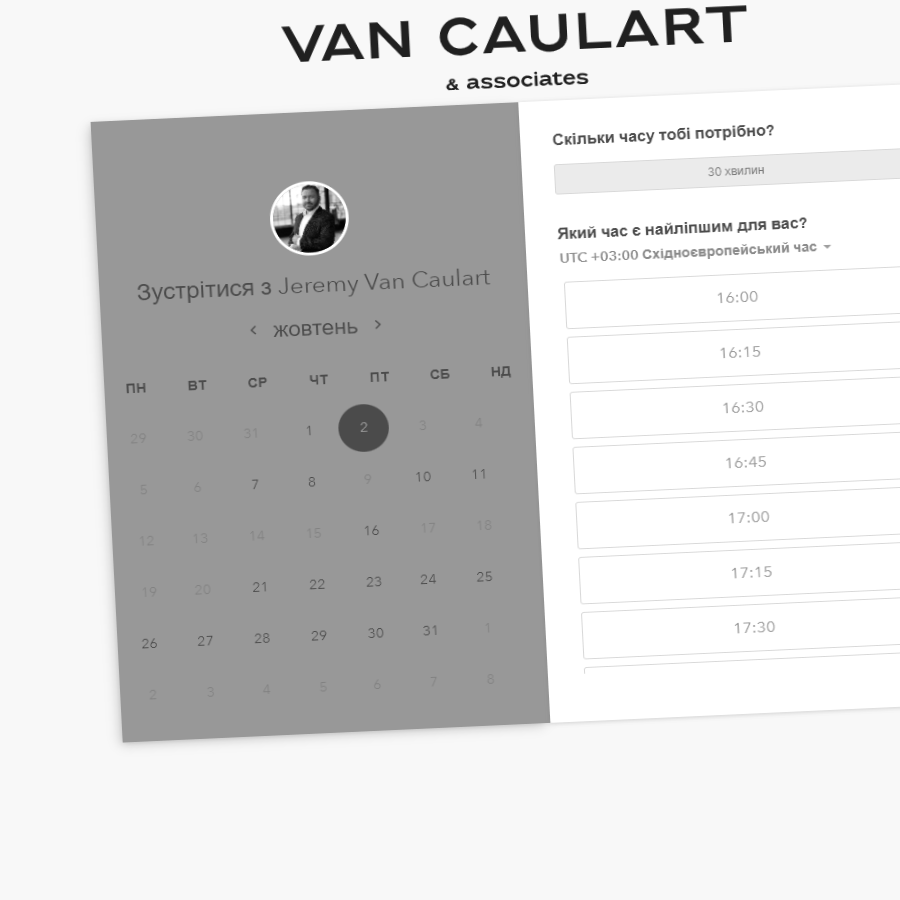 VAN CAULART
& associates
Зустрітися з Jeremy Van Caulart
‹ жовтень ›
ПН ВТ СР ЧТ ПТ СБ НД
29 30 31 1 2 3 4
5 6 7 8 9 10 11
12 13 14 15 16 17 18
19 20 21 22 23 24 25
26 27 28 29 30 31 1
2 3 4 5 6 7 8
Скільки часу тобі потрібно?
30 хвилин
Який час є найліпшим для вас?
UTC +03:00 Східноєвропейський час
16:00
16:15
16:30
16:45
17:00
17:15
17:30